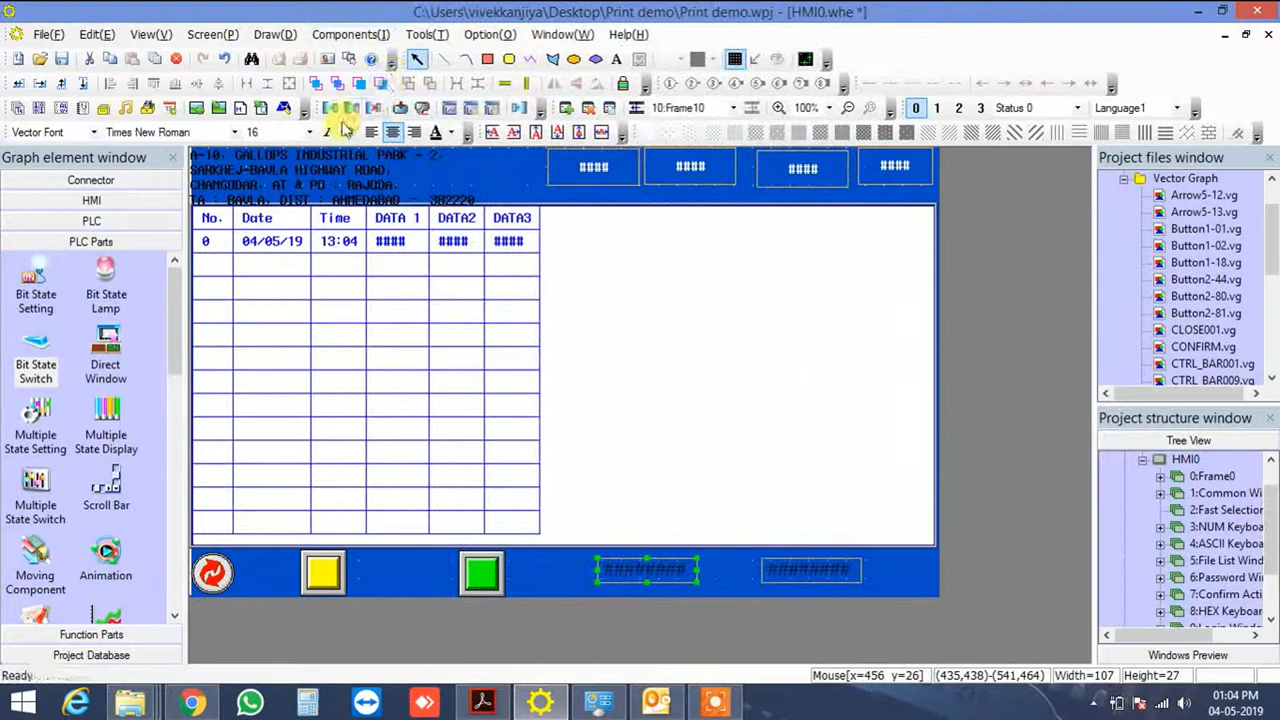 C:\Users\vivekkanjiya\Desktop\Print demo\Print demo.wpj - [HMI0.whe *]
File(F) Edit(E) View(V) Screen(P) Draw(D) Components(I) Tools(T) Option(O) Window(W) Help(H)
10:Frame10 100% 0 1 2 3 Status 0 Language1
Vector Font Times New Roman 16
Graph element window
Connector
HMI
PLC
PLC Parts
Bit State Setting
Bit State Lamp
Bit State Switch
Direct Window
Multiple State Setting
Multiple State Display
Multiple State Switch
Scroll Bar
Moving Component
Animation
Function Parts
Project Database
A-10, GALLOPS INDUSTRIAL PARK - 2,
SARKHEJ-BAVLA HIGHWAY ROAD,
CHANGODAR, AT & PO : RAJODA,
TA : BAVLA, DIST : AHMEDABAD - 382220
#### #### #### ####
No. Date Time DATA 1 DATA2 DATA3
0 04/05/19 13:04 #### #### ####
######## ########
Project files window
Vector Graph
Arrow5-12.vg
Arrow5-13.vg
Button1-01.vg
Button1-02.vg
Button1-18.vg
Button2-44.vg
Button2-80.vg
Button2-81.vg
CLOSE001.vg
CONFIRM.vg
CTRL_BAR001.vg
CTRL_BAR009.vg
Project structure window
Tree View
HMI0
0:Frame0
1:Common Wi
2:Fast Selection
3:NUM Keyboa
4:ASCII Keyboa
5:File List Wind
6:Password Win
7:Confirm Acti
8:HEX Keyboar
9:Login Window
Windows Preview
Ready
Mouse[x=456 y=26] (435,438)-(541,464) Width=107 Height=27
01:04 PM
04-05-2019